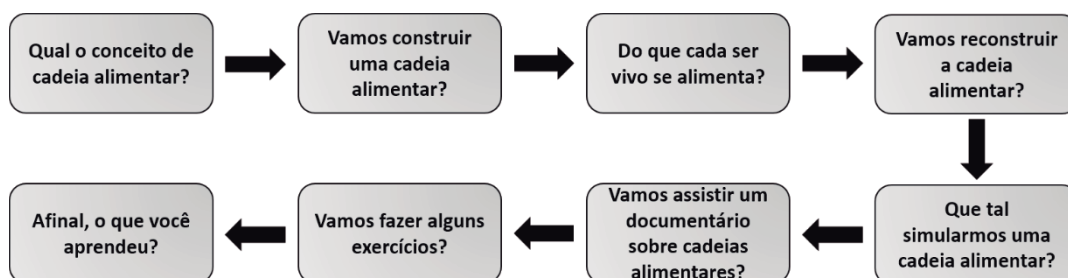 Qual o conceito de
cadeia alimentar?
Vamos construir
uma cadeia
alimentar?
Do que cada ser
vivo se alimenta?
Vamos reconstruir
a cadeia
alimentar?
Que tal
simularmos uma
cadeia alimentar?
Vamos assistir um
documentário
sobre cadeias
alimentares?
Vamos fazer alguns
exercícios?
Afinal, o que você
aprendeu?